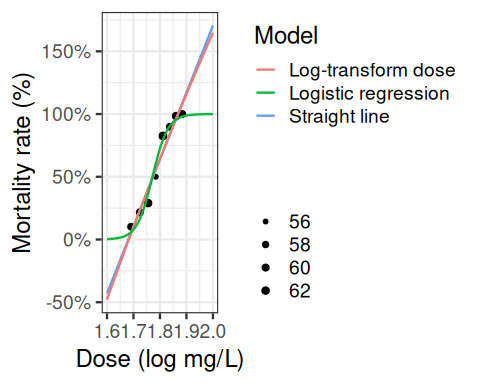 Mortality rate (%)
150%
100%
50%
0%
-50%
1.61.71.81.92.0
Dose (log mg/L)
Model
Log-transform dose
Logistic regression
Straight line
56
58
60
62